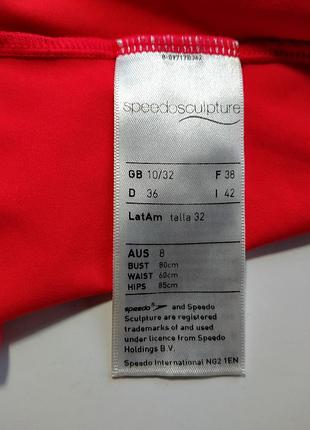 speedosculpture
GB 10/32 F 38
D 36 I 42
LatAm talla 32
AUS 8
BUST 80cm
WAIST 60cm
HIPS 85cm
speedo and Speedo
Sculpture are registered
trademarks of and used
under licence from Speedo
Holdings B.V.
Speedo International NG2 1EN